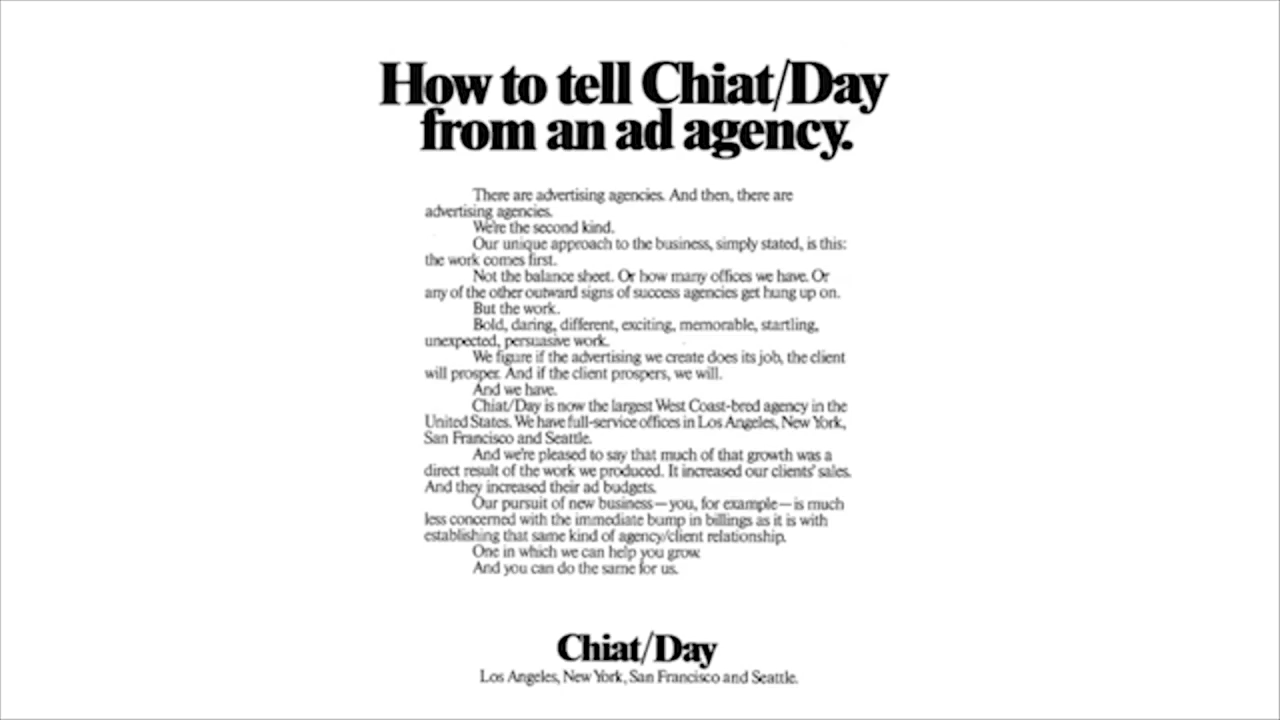 How to tell Chiat/Day
from an ad agency.
There are advertising agencies. And then, there are
advertising agencies.
We're the second kind.
Our unique approach to the business, simply stated, is this:
the work comes first.
Not the balance sheet. Or how many offices we have. Or
any of the other outward signs of success agencies get hung up on.
But the work.
Bold, daring, different, exciting, memorable, startling,
unexpected, persuasive work.
We figure if the advertising we create does its job, the client
will prosper. And if the client prospers, we will.
And we have.
Chiat/Day is now the largest West Coast-bred agency in the
United States. We have full-service offices in Los Angeles, New York,
San Francisco and Seattle.
And we're pleased to say that much of that growth was a
direct result of the work we produced. It increased our clients' sales.
And they increased their ad budgets.
Our pursuit of new business—you, for example—is much
less concerned with the immediate bump in billings as it is with
establishing that same kind of agency/client relationship.
One in which we can help you grow.
And you can do the same for us.
Chiat/Day
Los Angeles, New York, San Francisco and Seattle.